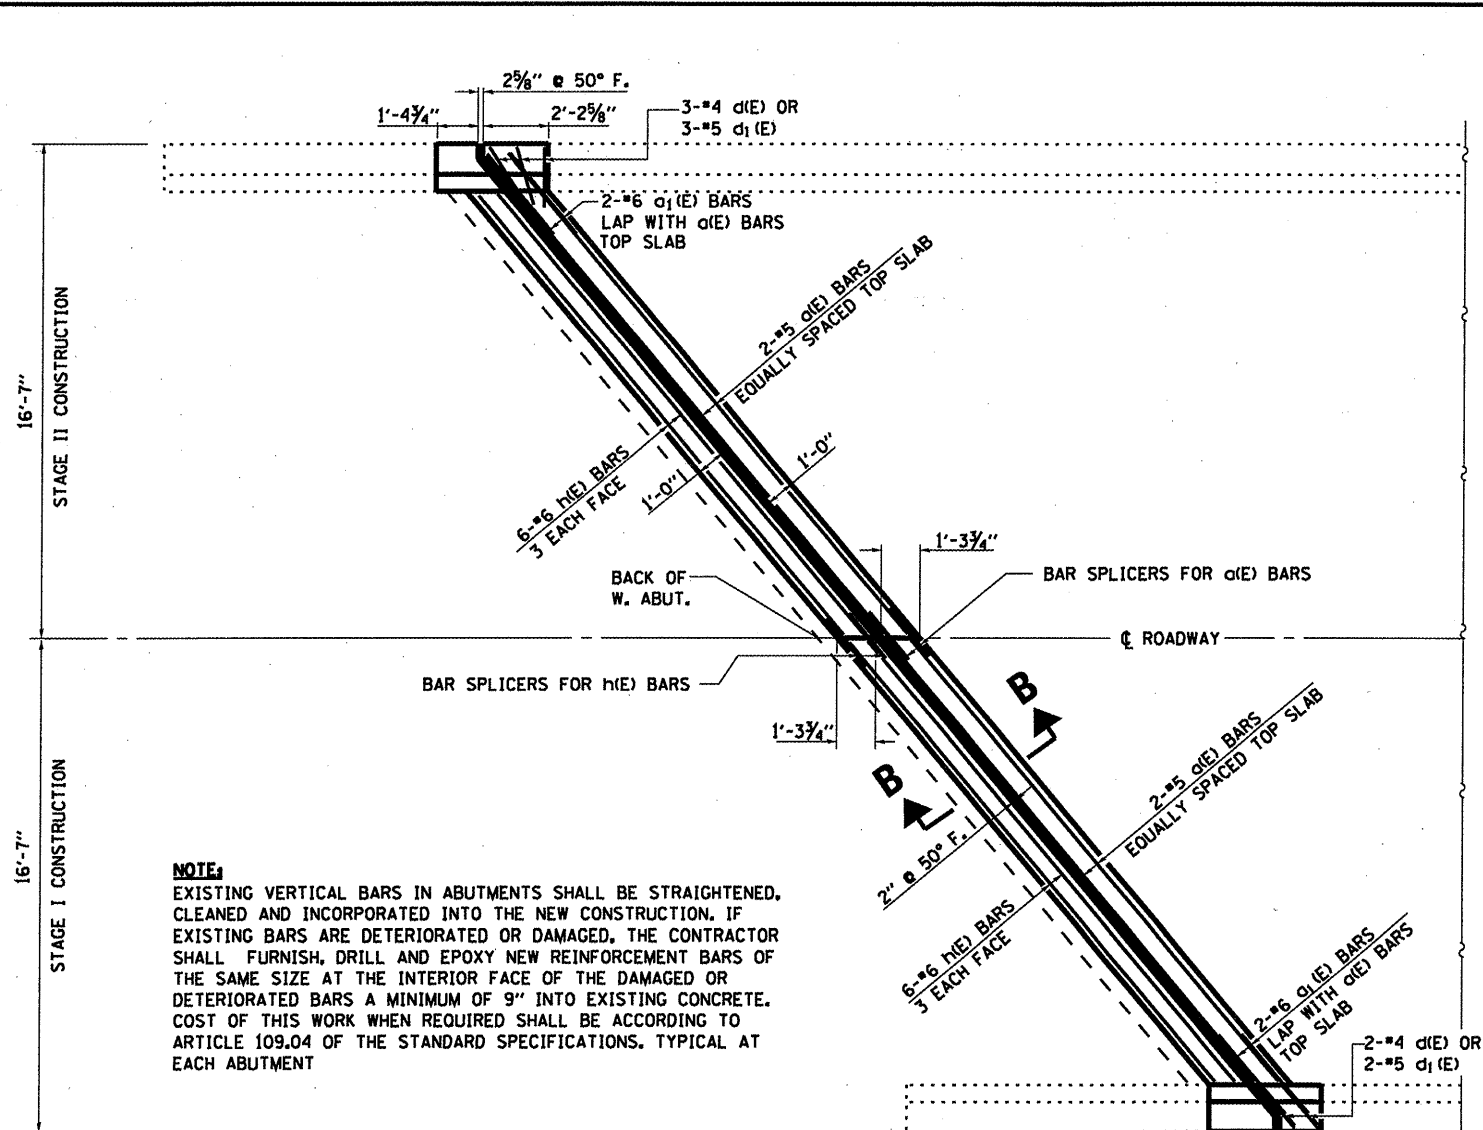 2⅝" @ 50° F.
1'-4¾"
2'-2⅝"
3-#4 d(E) OR
3-#5 d₁(E)
2-#6 a₁(E) BARS
LAP WITH a(E) BARS
TOP SLAB
2-#5 a(E) BARS
EQUALLY SPACED TOP SLAB
16'-7"
STAGE II CONSTRUCTION
6-#6 h(E) BARS
3 EACH FACE
1'-0"
1'-0"
1'-3¾"
BACK OF
W. ABUT.
BAR SPLICERS FOR a(E) BARS
℄ ROADWAY
BAR SPLICERS FOR h(E) BARS
1'-3¾"
B
B
2-#5 a(E) BARS
EQUALLY SPACED TOP SLAB
2" @ 50° F.
16'-7"
STAGE I CONSTRUCTION
6-#6 h(E) BARS
3 EACH FACE
2-#6 a₁(E) BARS
LAP WITH a(E) BARS
TOP SLAB
2-#4 d(E) OR
2-#5 d₁(E)
NOTE:
EXISTING VERTICAL BARS IN ABUTMENTS SHALL BE STRAIGHTENED,
CLEANED AND INCORPORATED INTO THE NEW CONSTRUCTION. IF
EXISTING BARS ARE DETERIORATED OR DAMAGED, THE CONTRACTOR
SHALL FURNISH, DRILL AND EPOXY NEW REINFORCEMENT BARS OF
THE SAME SIZE AT THE INTERIOR FACE OF THE DAMAGED OR
DETERIORATED BARS A MINIMUM OF 9" INTO EXISTING CONCRETE.
COST OF THIS WORK WHEN REQUIRED SHALL BE ACCORDING TO
ARTICLE 109.04 OF THE STANDARD SPECIFICATIONS. TYPICAL AT
EACH ABUTMENT